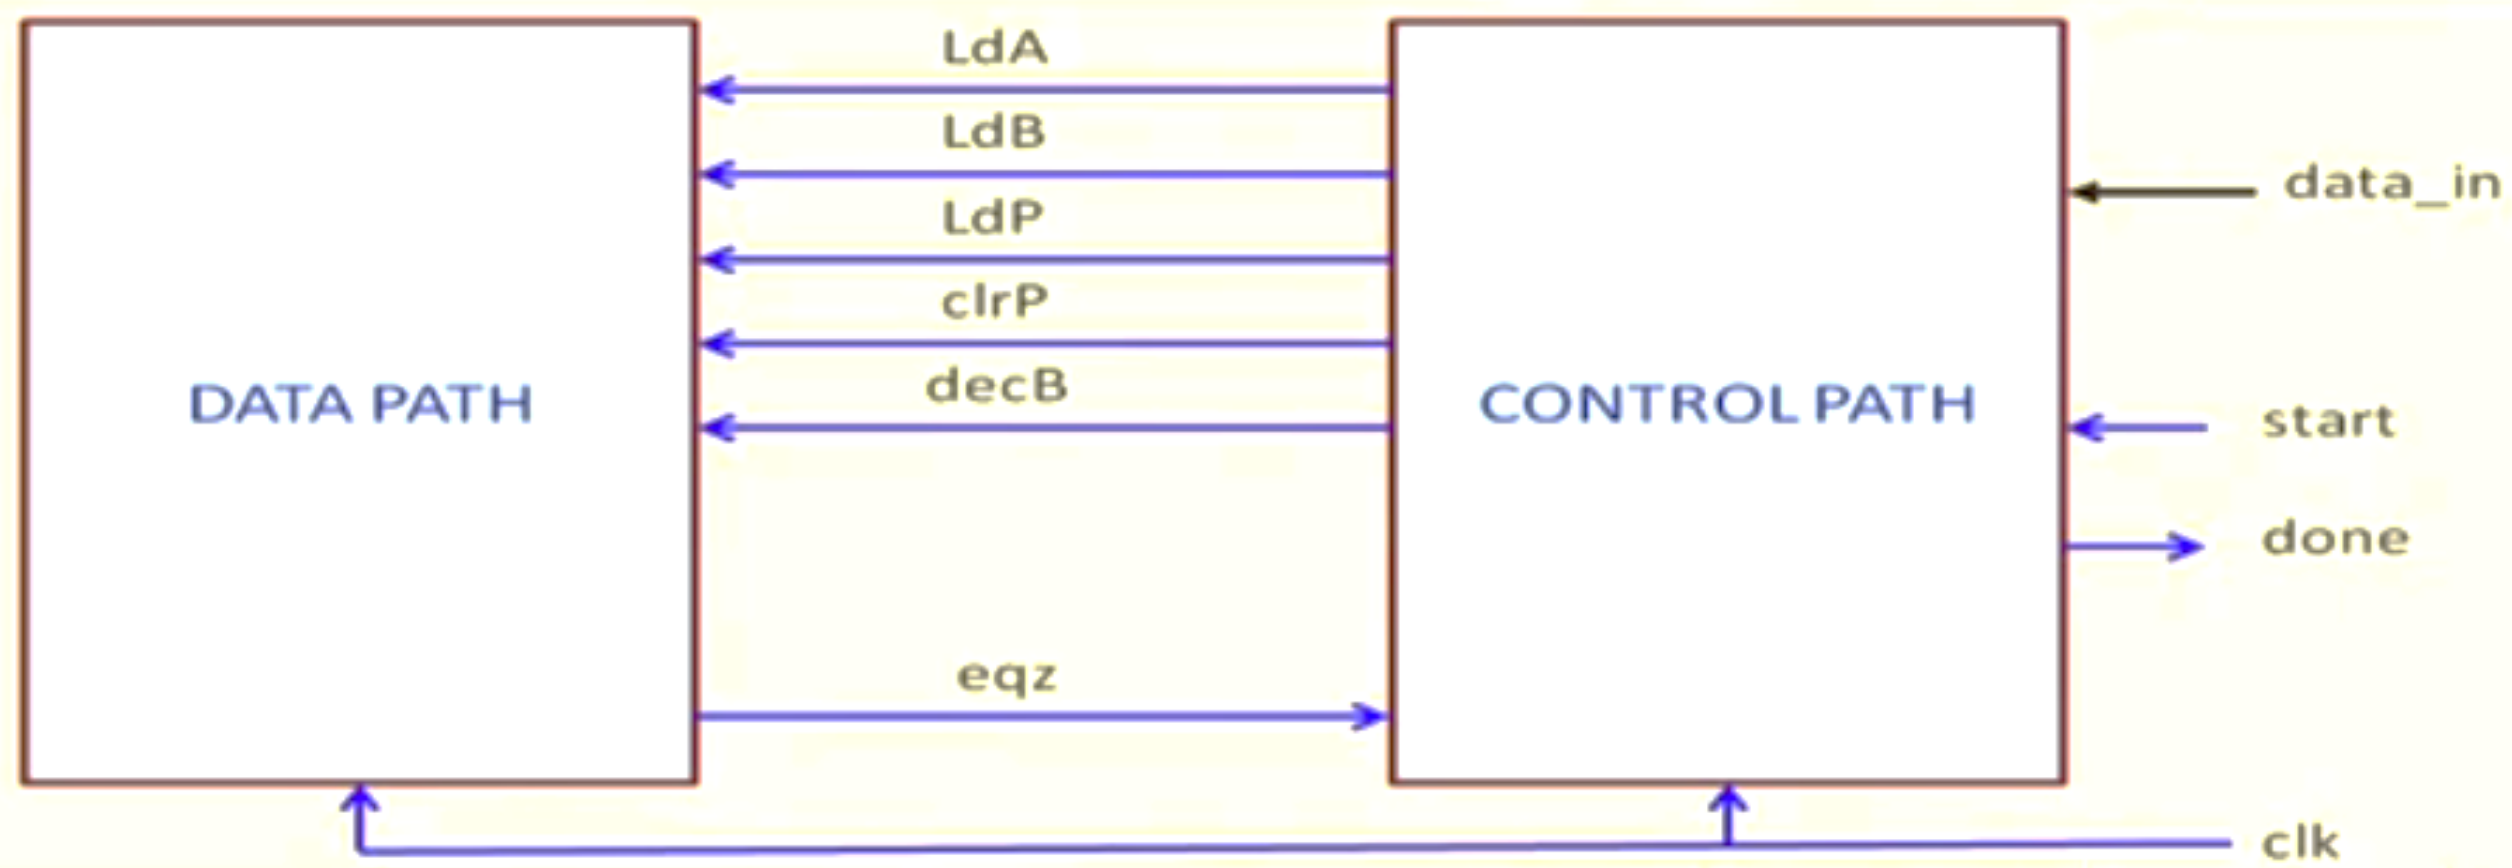 LdA
LdB
LdP
clrP
decB
DATA PATH
CONTROL PATH
eqz
data_in
start
done
clk